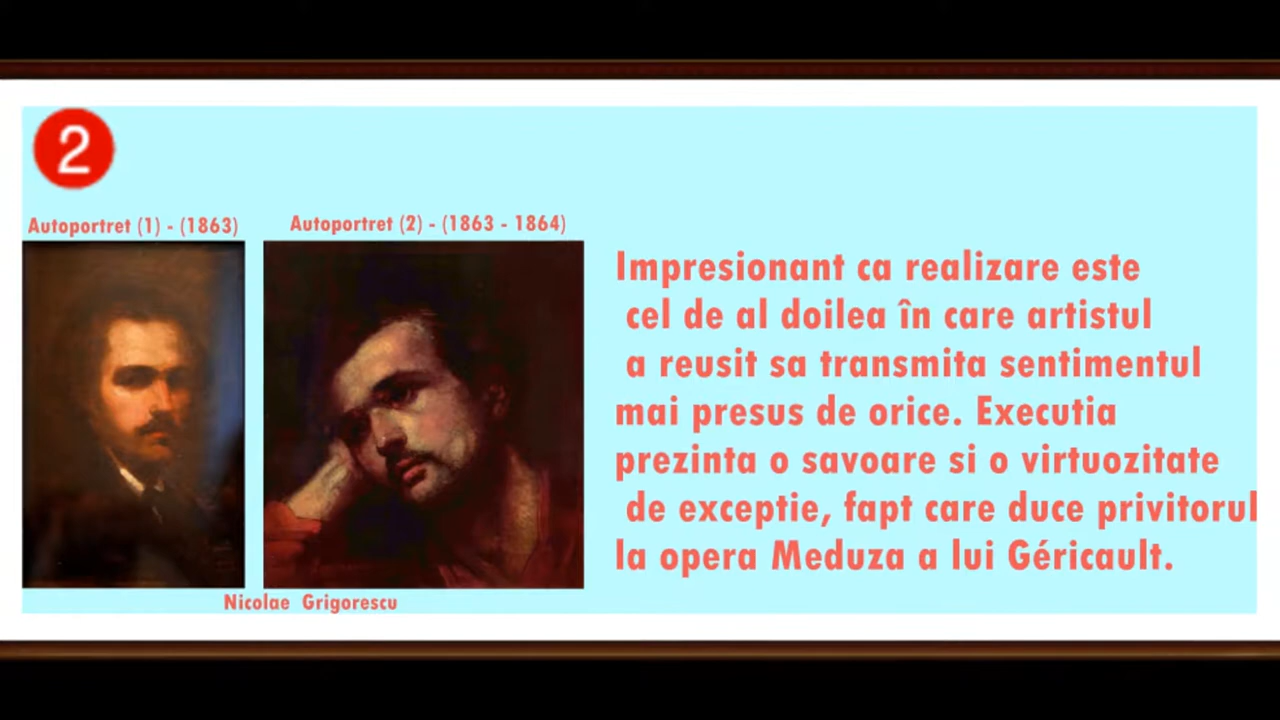 2
Autoportret (1) - (1863)
Autoportret (2) - (1863 - 1864)
Impresionant ca realizare este
cel de al doilea în care artistul
a reusit sa transmita sentimentul
mai presus de orice. Executia
prezinta o savoare si o virtuozitate
de exceptie, fapt care duce privitorul
la opera Meduza a lui Géricault.
Nicolae Grigorescu